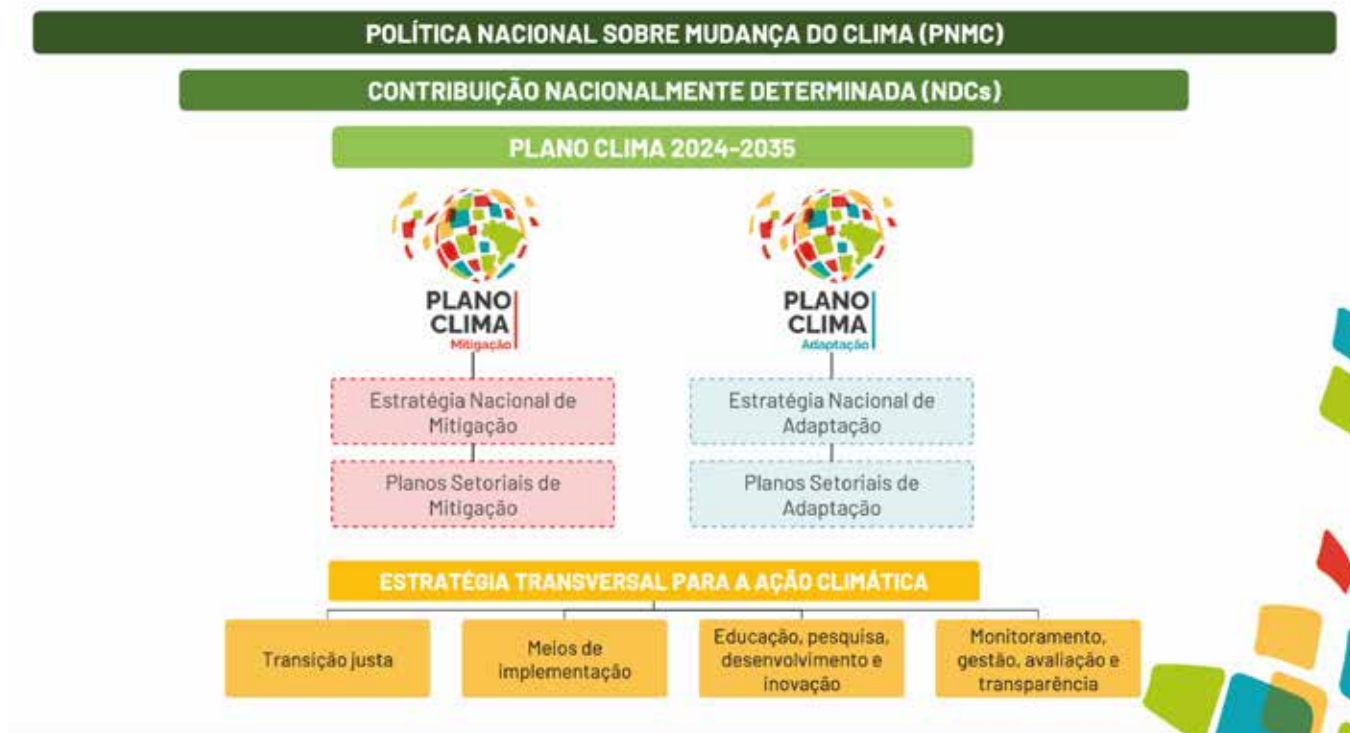 POLÍTICA NACIONAL SOBRE MUDANÇA DO CLIMA (PNMC)
CONTRIBUIÇÃO NACIONALMENTE DETERMINADA (NDCs)
PLANO CLIMA 2024-2035
PLANO
CLIMA
Mitigação
PLANO
CLIMA
Adaptação
Estratégia Nacional de
Mitigação
Estratégia Nacional de
Adaptação
Planos Setoriais de
Mitigação
Planos Setoriais de
Adaptação
ESTRATÉGIA TRANSVERSAL PARA A AÇÃO CLIMÁTICA
Transição justa
Meios de
implementação
Educação, pesquisa,
desenvolvimento e
inovação
Monitoramento,
gestão, avaliação e
transparência